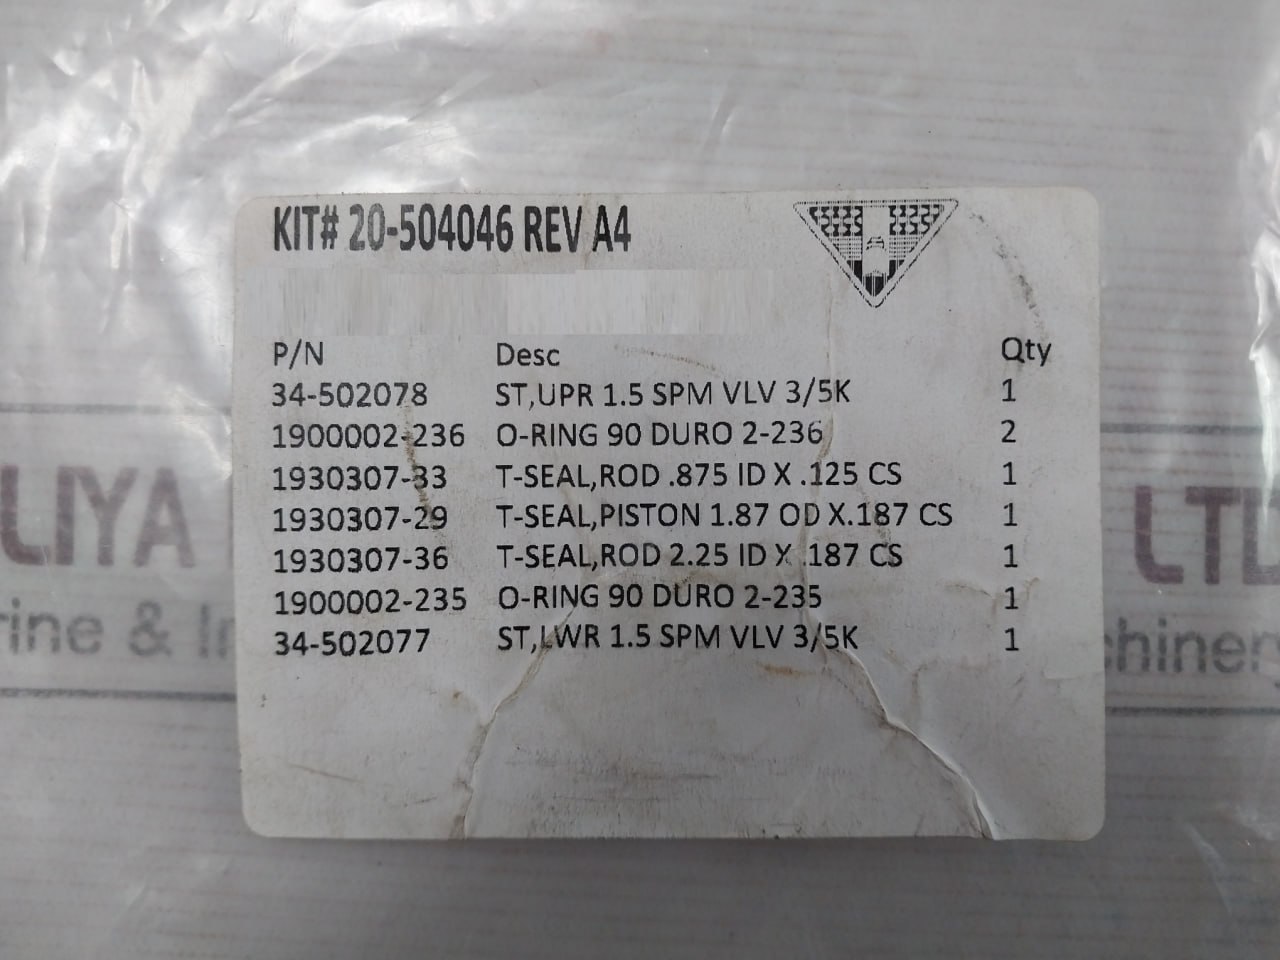 KIT# 20-504046 REV A4
P/N Desc Qty
34-502078 ST,UPR 1.5 SPM VLV 3/5K 1
1900002-236 O-RING 90 DURO 2-236 2
1930307-33 T-SEAL,ROD .875 ID X .125 CS 1
1930307-29 T-SEAL,PISTON 1.87 OD X.187 CS 1
1930307-36 T-SEAL,ROD 2.25 ID X .187 CS 1
1900002-235 O-RING 90 DURO 2-235 1
34-502077 ST,LWR 1.5 SPM VLV 3/5K 1
LIYA LTD
rine & In chinery